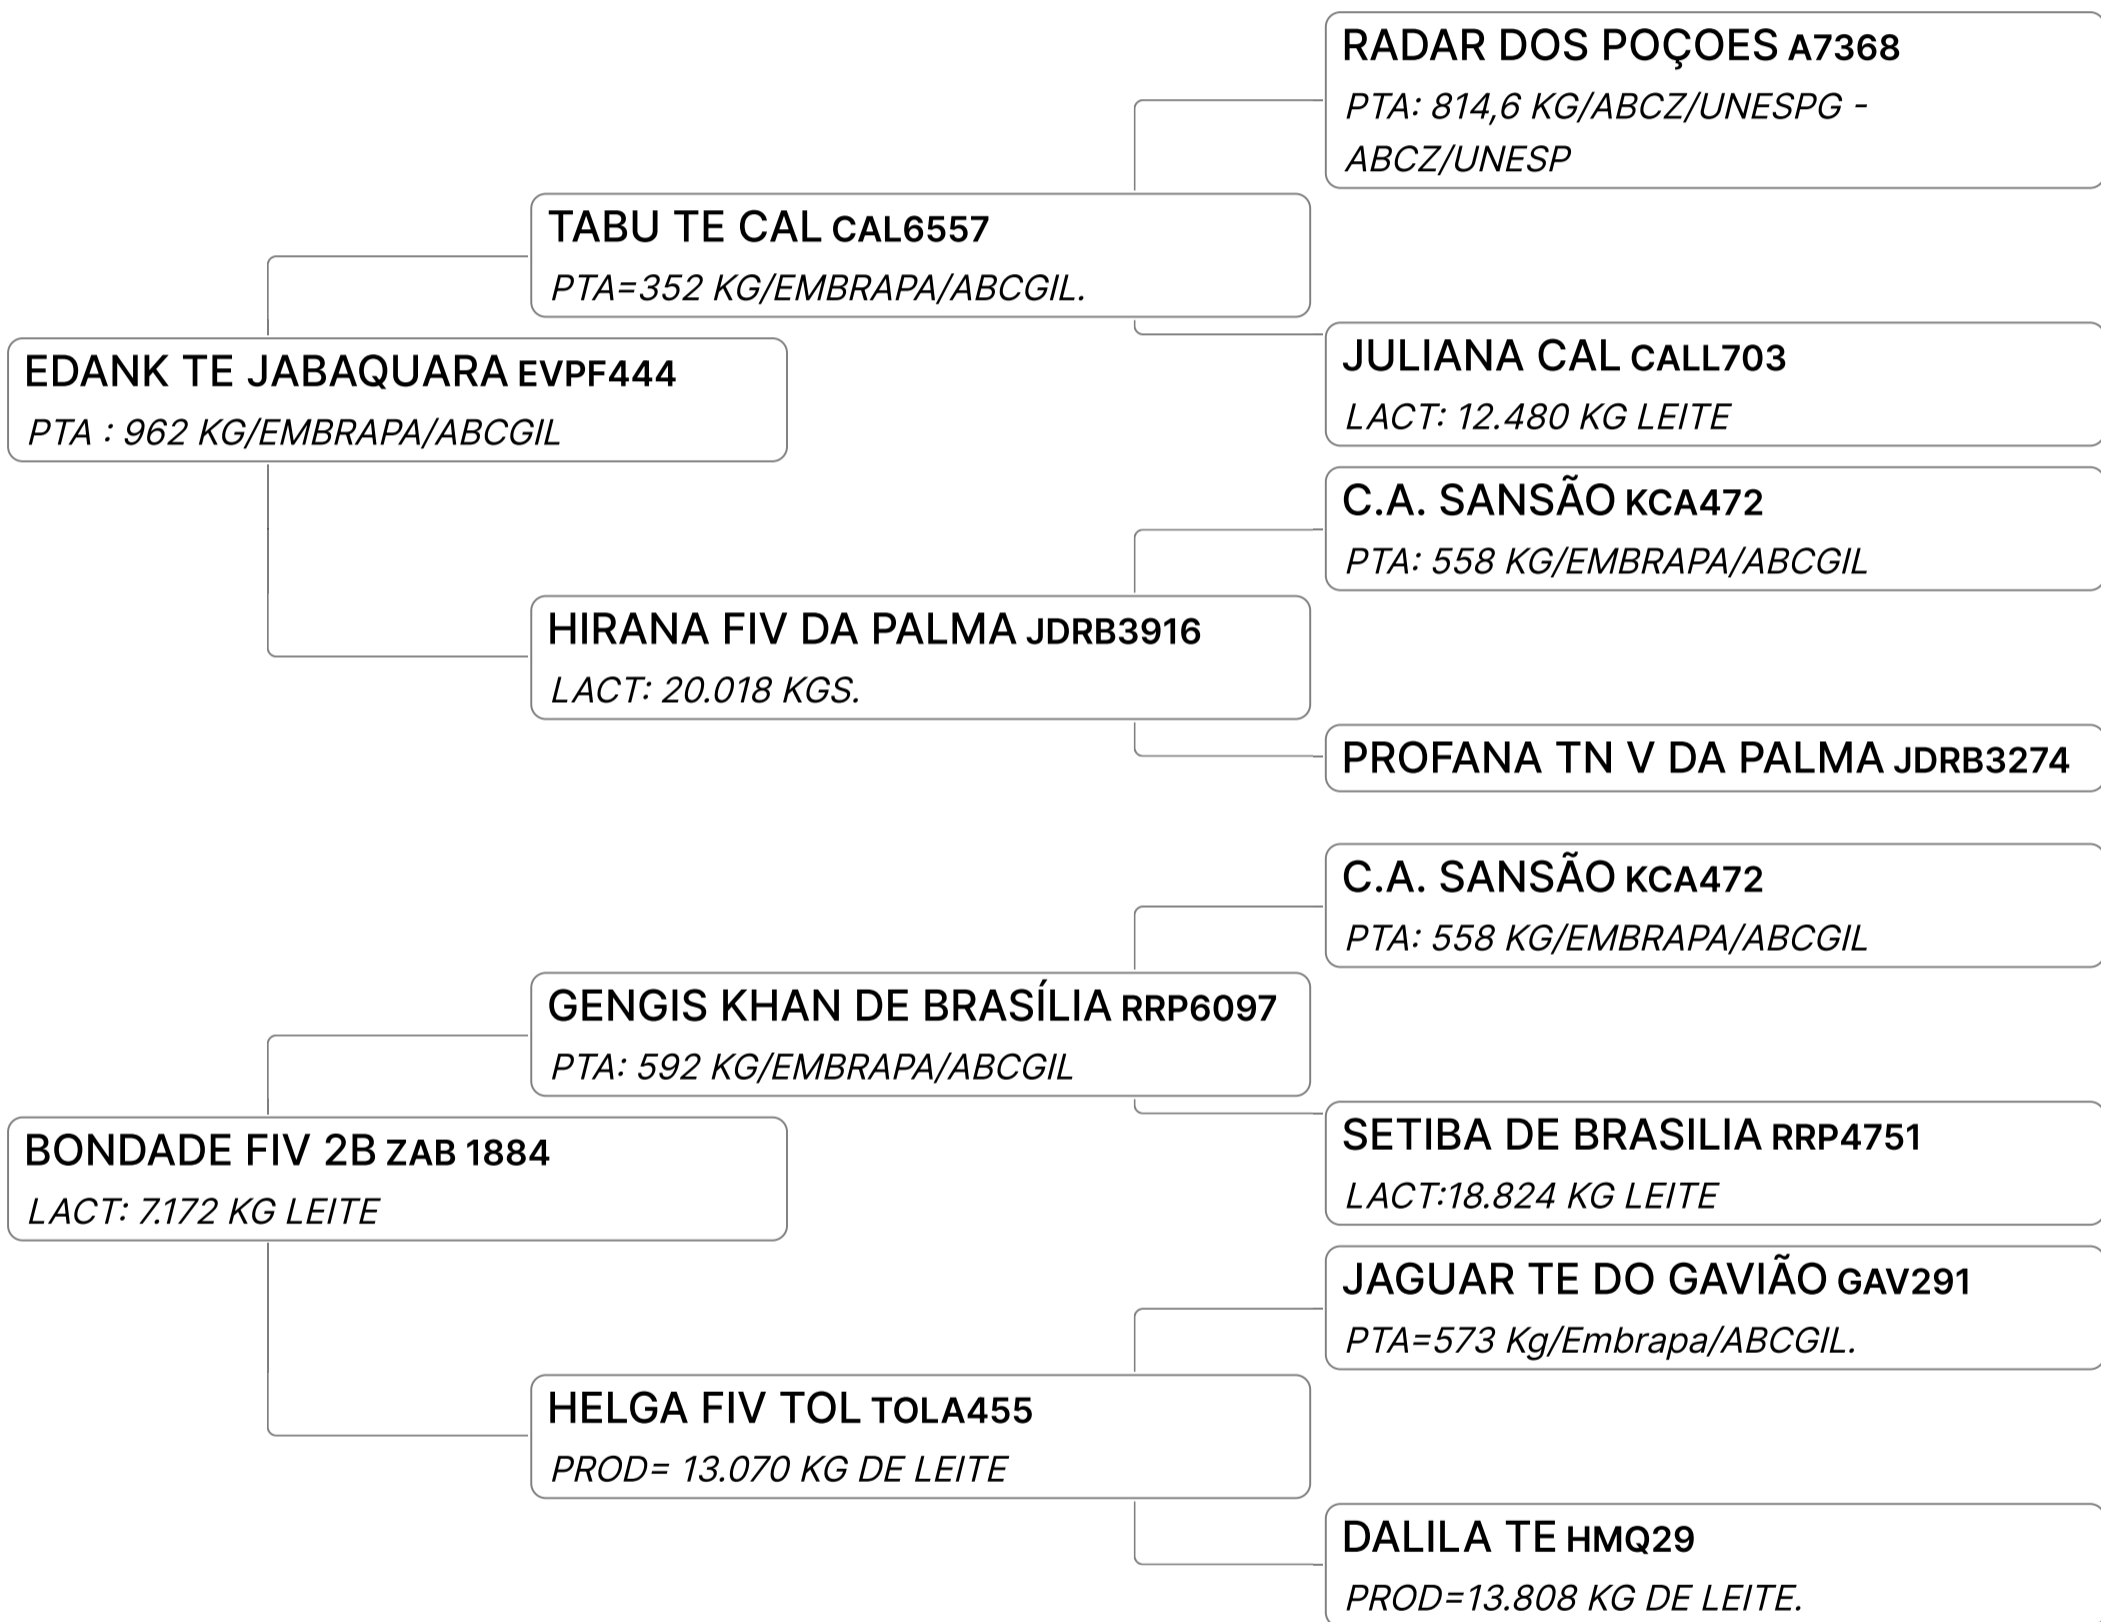 RADAR DOS POÇOES A7368
PTA: 814,6 KG/ABCZ/UNESPG -
ABCZ/UNESP
TABU TE CAL CAL6557
PTA=352 KG/EMBRAPA/ABCGIL.
JULIANA CAL CALL703
LACT: 12.480 KG LEITE
EDANK TE JABAQUARA EVPF444
PTA : 962 KG/EMBRAPA/ABCGIL
C.A. SANSÃO KCA472
PTA: 558 KG/EMBRAPA/ABCGIL
HIRANA FIV DA PALMA JDRB3916
LACT: 20.018 KGS.
PROFANA TN V DA PALMA JDRB3274
C.A. SANSÃO KCA472
PTA: 558 KG/EMBRAPA/ABCGIL
GENGIS KHAN DE BRASÍLIA RRP6097
PTA: 592 KG/EMBRAPA/ABCGIL
SETIBA DE BRASILIA RRP4751
LACT:18.824 KG LEITE
BONDADE FIV 2B ZAB 1884
LACT: 7.172 KG LEITE
JAGUAR TE DO GAVIÃO GAV291
PTA=573 Kg/Embrapa/ABCGIL.
HELGA FIV TOL TOLA455
PROD= 13.070 KG DE LEITE
DALILA TE HMQ29
PROD=13.808 KG DE LEITE.